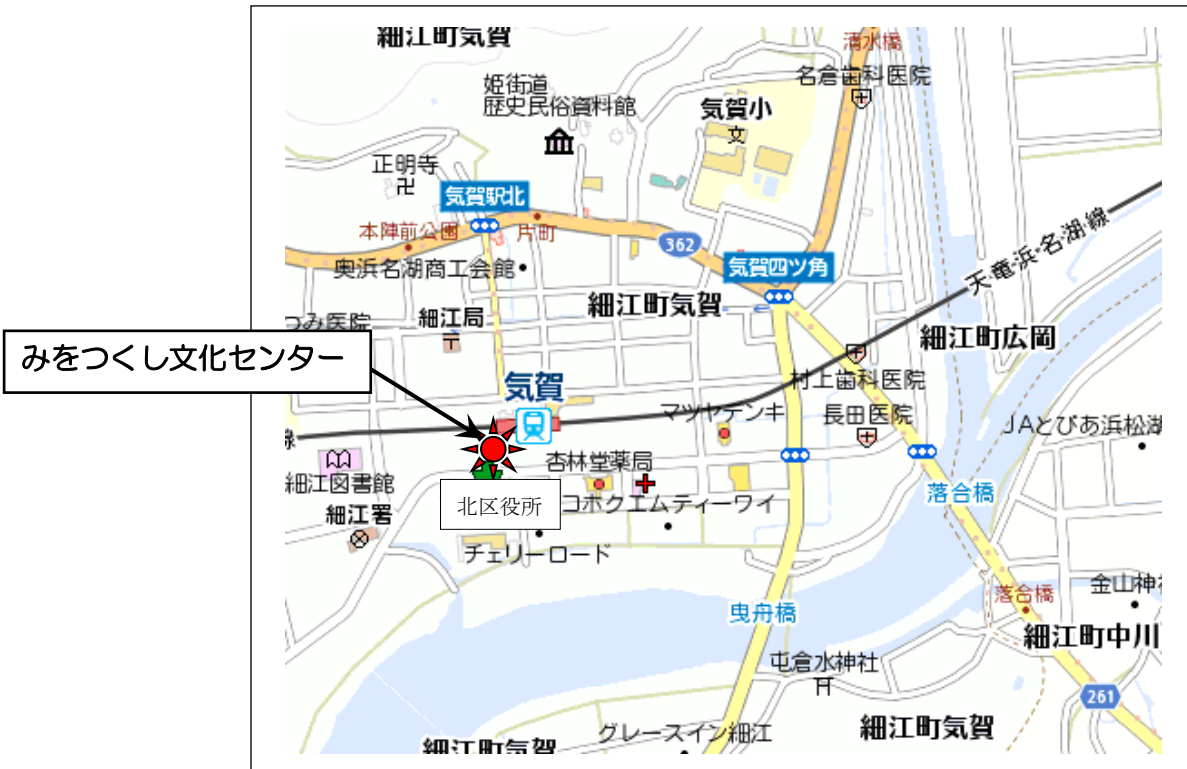 細江町気賀
清水橋
名倉歯科医院
姫街道
歴史民俗資料館
気賀小
文
正明寺
卍
気賀駅北
本陣前公園
片町
362
天竜浜名湖線
奥浜名湖商工会館
気賀四ツ角
細江町気賀
細江局
〒
つみ医院
細江町広岡
みをつくし文化センター
気賀
村上歯科医院
マツヤデンキ
長田医院
JAとぴあ浜松湖
線
杏林堂薬局
細江図書館
北区役所
コホクエムティーワイ
落合橋
細江署
チェリーロード
曳舟橋
落合橋
金山神社
細江町中川
屯倉水神社
261
グレースイン細江
細江町気賀
細江町気賀